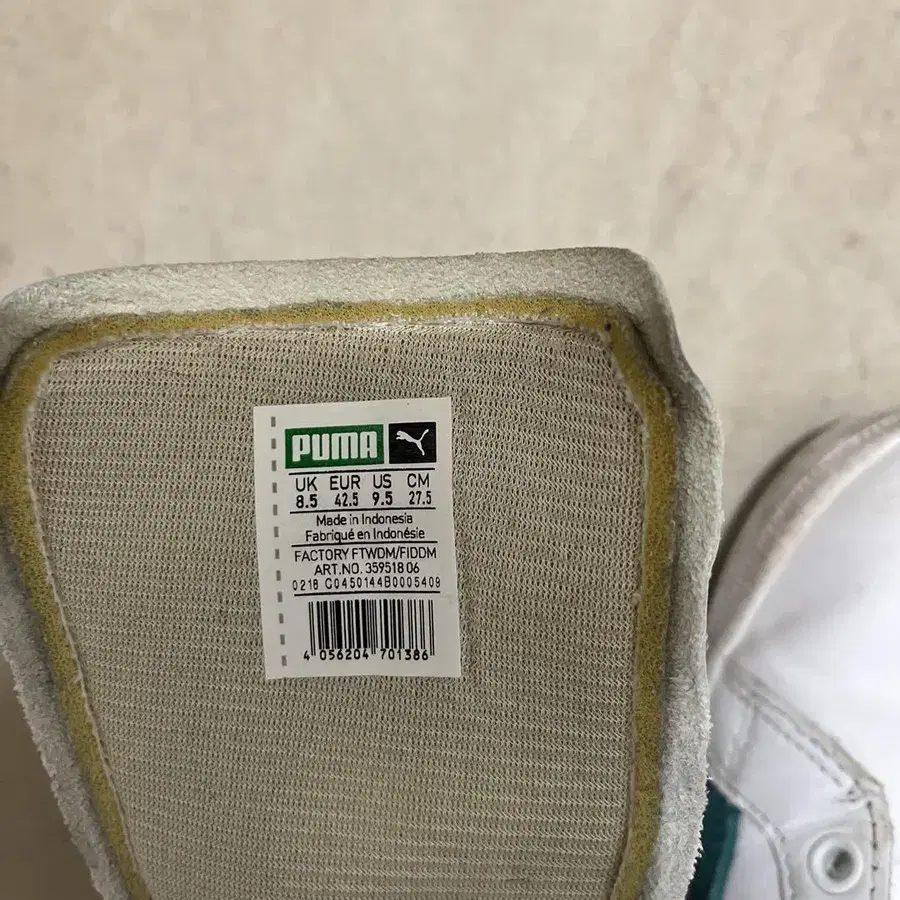 PUMA
UK EUR US CM
8.5 42.5 9.5 27.5
Made in Indonesia
Fabriqué en Indonésie
FACTORY FTWDM/FIDDM
ART.NO. 359518 06
0218 C0450144B0005409
4 056204 701386